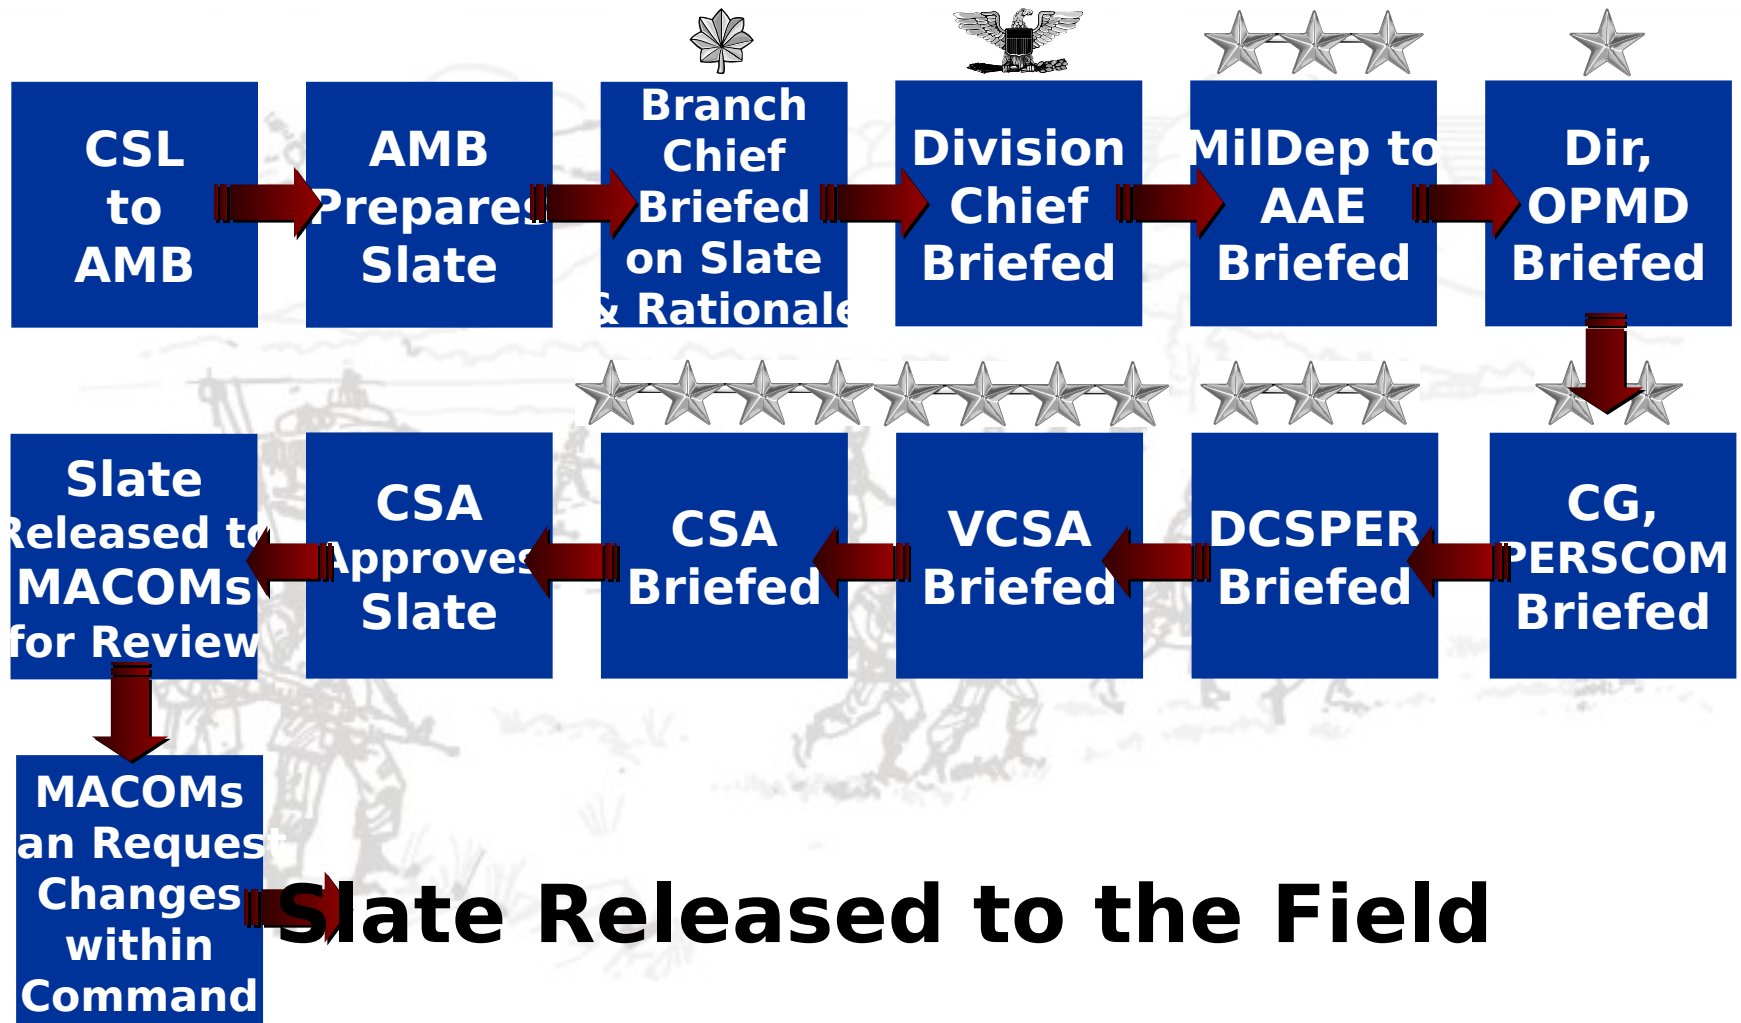 CSL
to
AMB
AMB
Prepares
Slate
Branch
Chief
Briefed
on Slate
& Rationale
Division
Chief
Briefed
MilDep to
AAE
Briefed
Dir,
OPMD
Briefed
CG,
PERSCOM
Briefed
DCSPER
Briefed
VCSA
Briefed
CSA
Briefed
CSA
Approves
Slate
Slate
Released to
MACOMs
for Review
MACOMs
an Request
Changes
within
Command
Slate Released to the Field